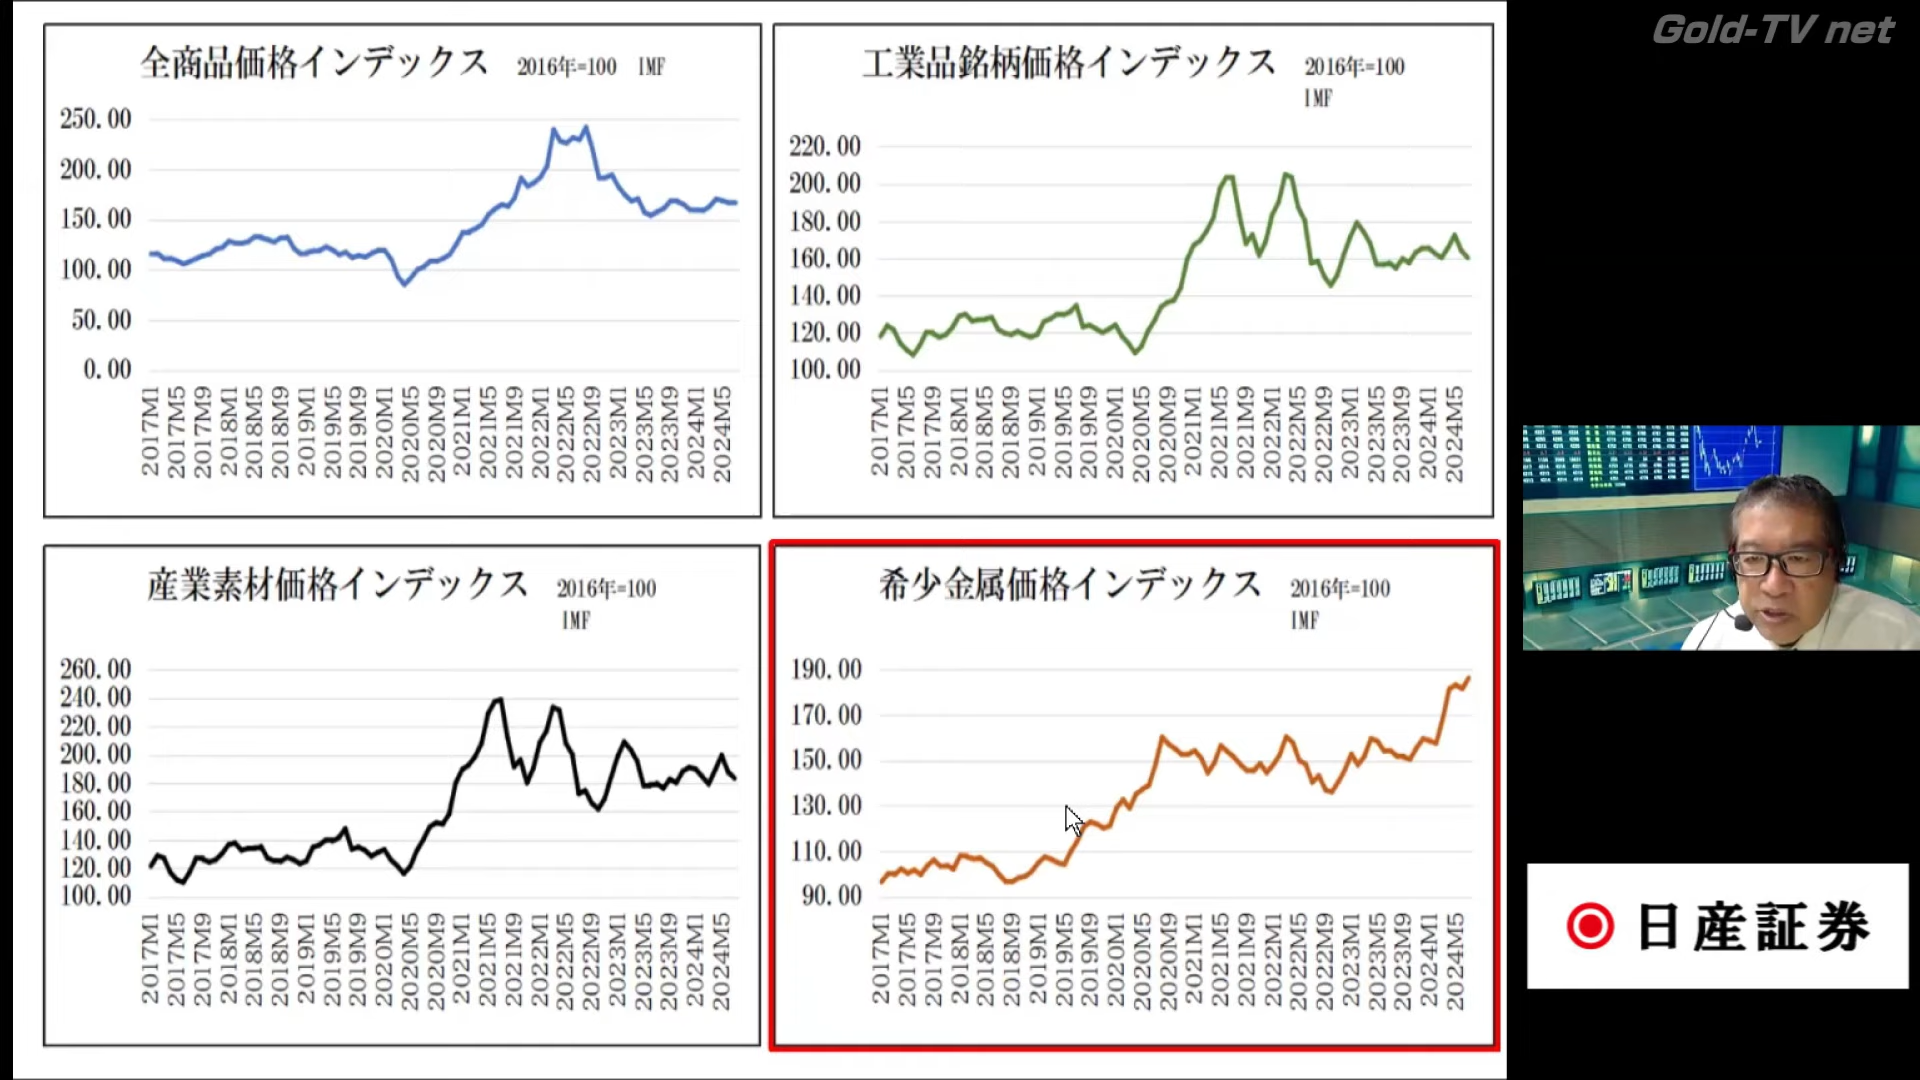 Gold-TV net
全商品価格インデックス 2016年=100 IMF
250.00
200.00
150.00
100.00
50.00
0.00
2017M1 2017M5 2017M9 2018M1 2018M5 2018M9 2019M1 2019M5 2019M9 2020M1 2020M5 2020M9 2021M1 2021M5 2021M9 2022M1 2022M5 2022M9 2023M1 2023M5 2023M9 2024M1 2024M5
工業品銘柄価格インデックス 2016年=100
IMF
220.00
200.00
180.00
160.00
140.00
120.00
100.00
2017M1 2017M5 2017M9 2018M1 2018M5 2018M9 2019M1 2019M5 2019M9 2020M1 2020M5 2020M9 2021M1 2021M5 2021M9 2022M1 2022M5 2022M9 2023M1 2023M5 2023M9 2024M1 2024M5
産業素材価格インデックス 2016年=100
IMF
260.00
240.00
220.00
200.00
180.00
160.00
140.00
120.00
100.00
2017M1 2017M5 2017M9 2018M1 2018M5 2018M9 2019M1 2019M5 2019M9 2020M1 2020M5 2020M9 2021M1 2021M5 2021M9 2022M1 2022M5 2022M9 2023M1 2023M5 2023M9 2024M1 2024M5
希少金属価格インデックス 2016年=100
IMF
190.00
170.00
150.00
130.00
110.00
90.00
2017M1 2017M5 2017M9 2018M1 2018M5 2018M9 2019M1 2019M5 2019M9 2020M1 2020M5 2020M9 2021M1 2021M5 2021M9 2022M1 2022M5 2022M9 2023M1 2023M5 2023M9 2024M1 2024M5
日産証券